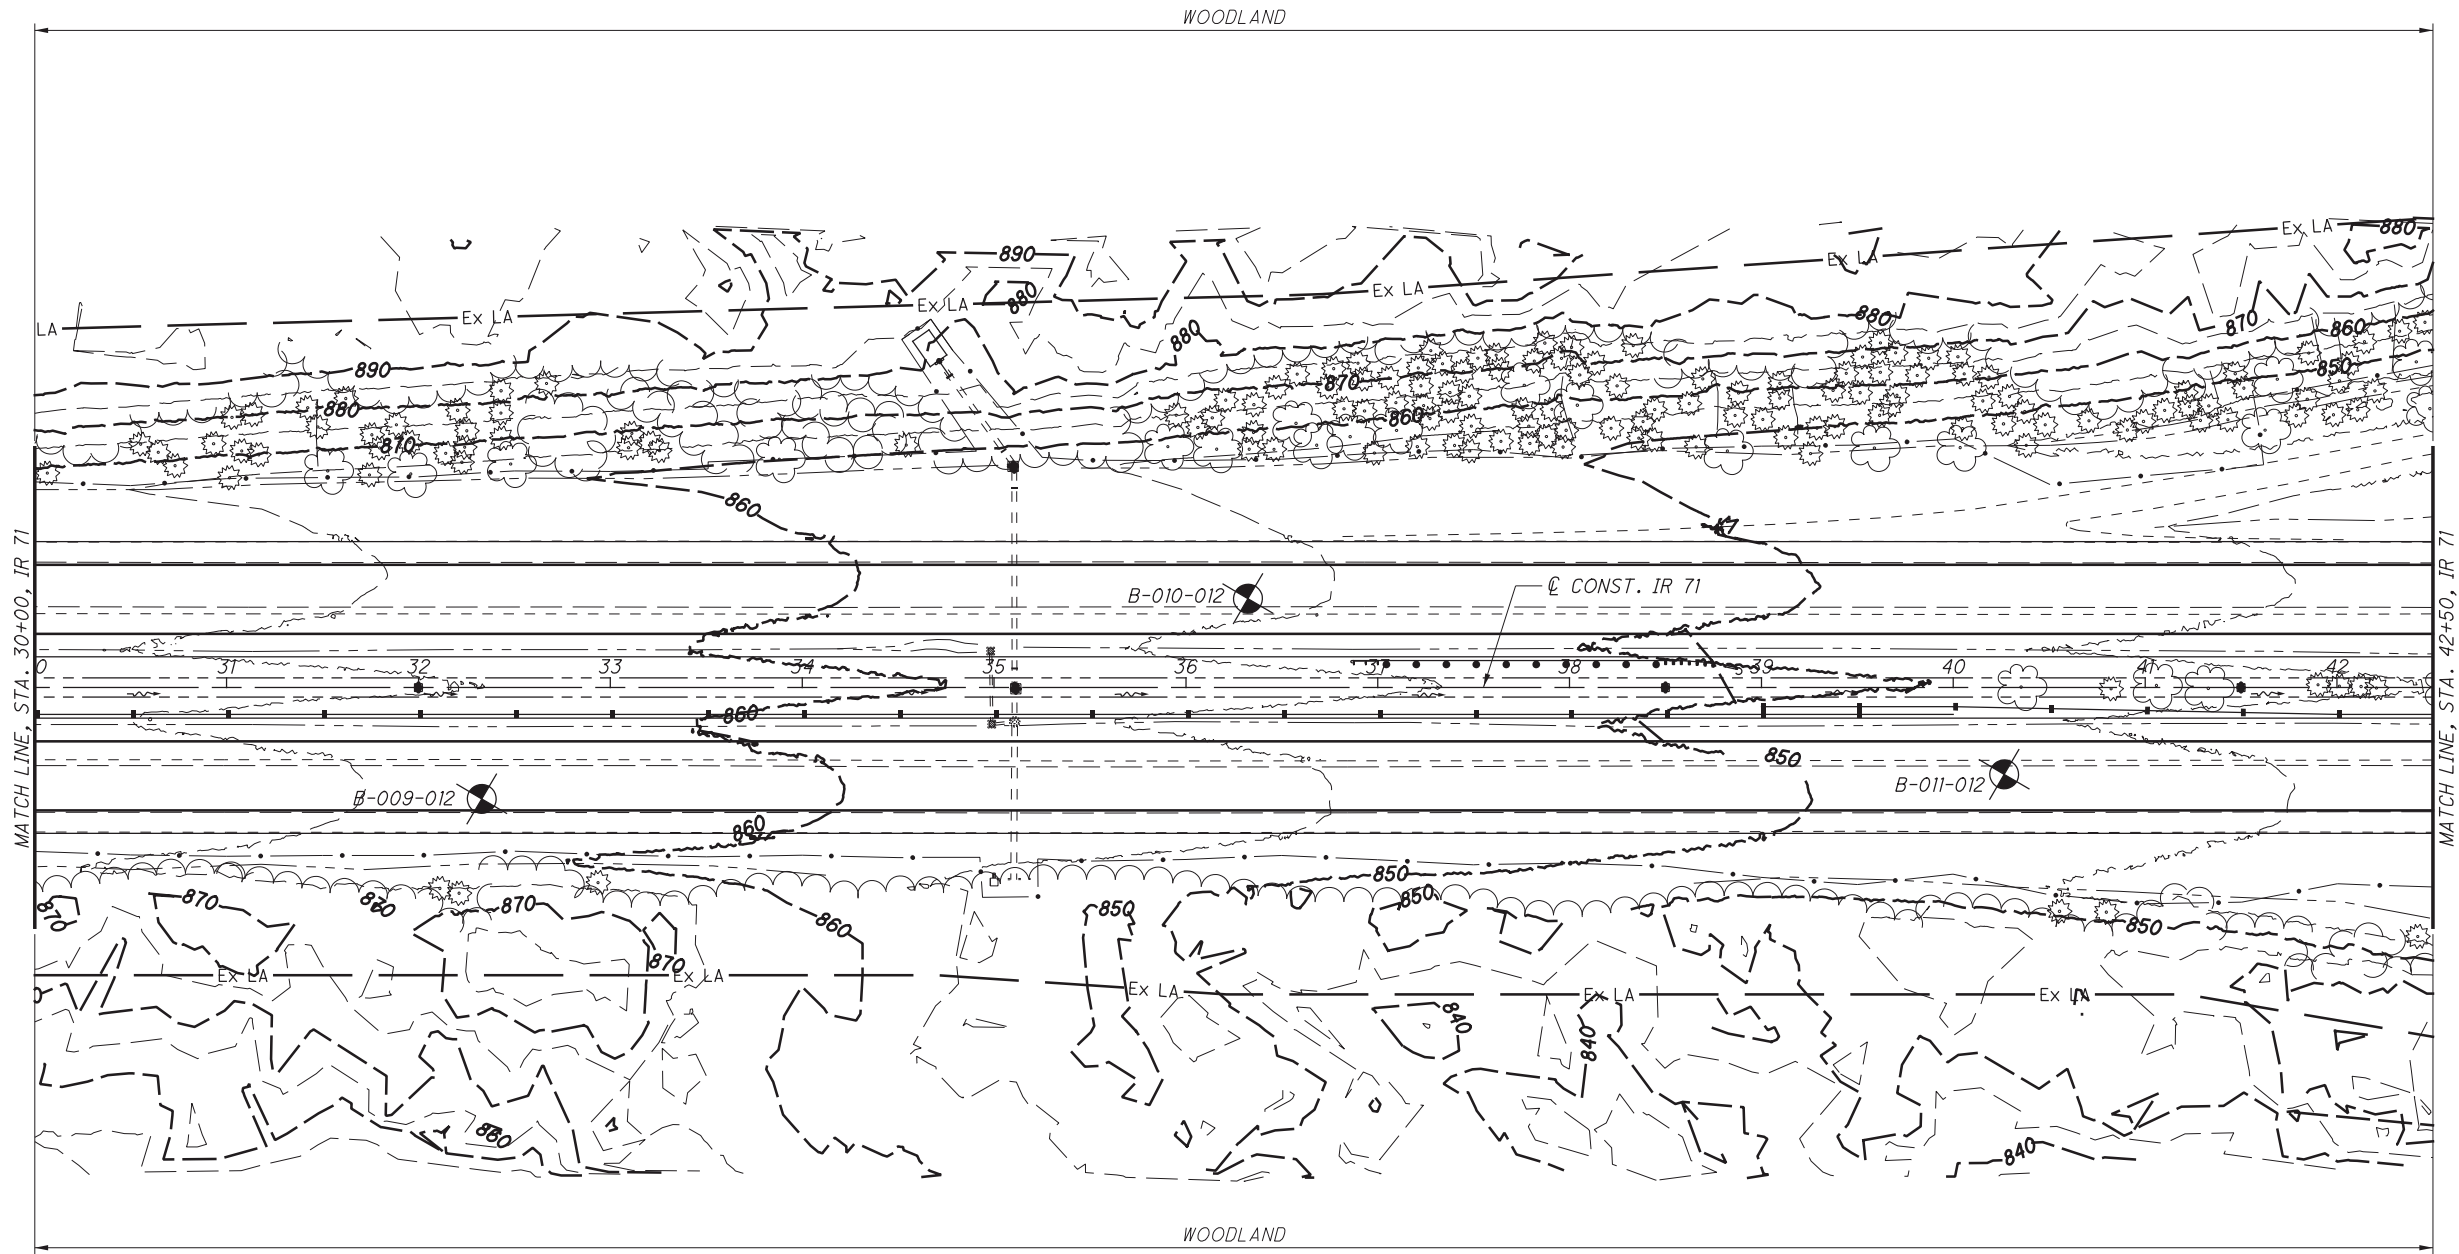 WOODLAND
Ex LA
880
890
Ex LA
880
LA
Ex LA
Ex LA
Ex LA
880
870
860
880
890
850
870
880
860
870
860
MATCH LINE, STA. 30+00, IR 71
MATCH LINE, STA. 42+50, IR 71
B-010-012
℄ CONST. IR 71
0 31 32 33 34 35 36 37 38 39 40 41 42
860
850
B-009-012
B-011-012
860
850
870
870
870
870
860
850
850
850
870
Ex LA
Ex LA
Ex LA
Ex LA
Ex LA
840
840
860
840
WOODLAND